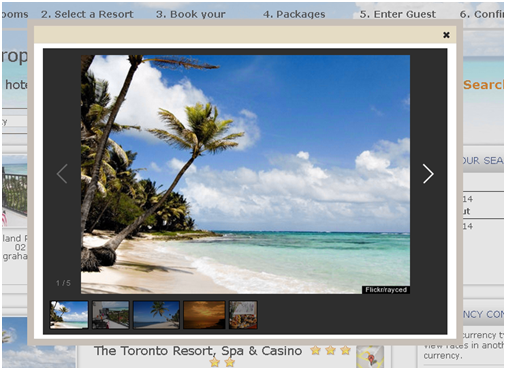 ooms 2. Select a Resort 3. Book your 4. Packages 5. Enter Guest 6. Confi
rop
hote
Search
OUR SEA
14
ut
14
1 / 5
Flickr/rayced
land
02
graha
NCY CON
currency
view rates in anoth
currency.
The Toronto Resort, Spa & Casino